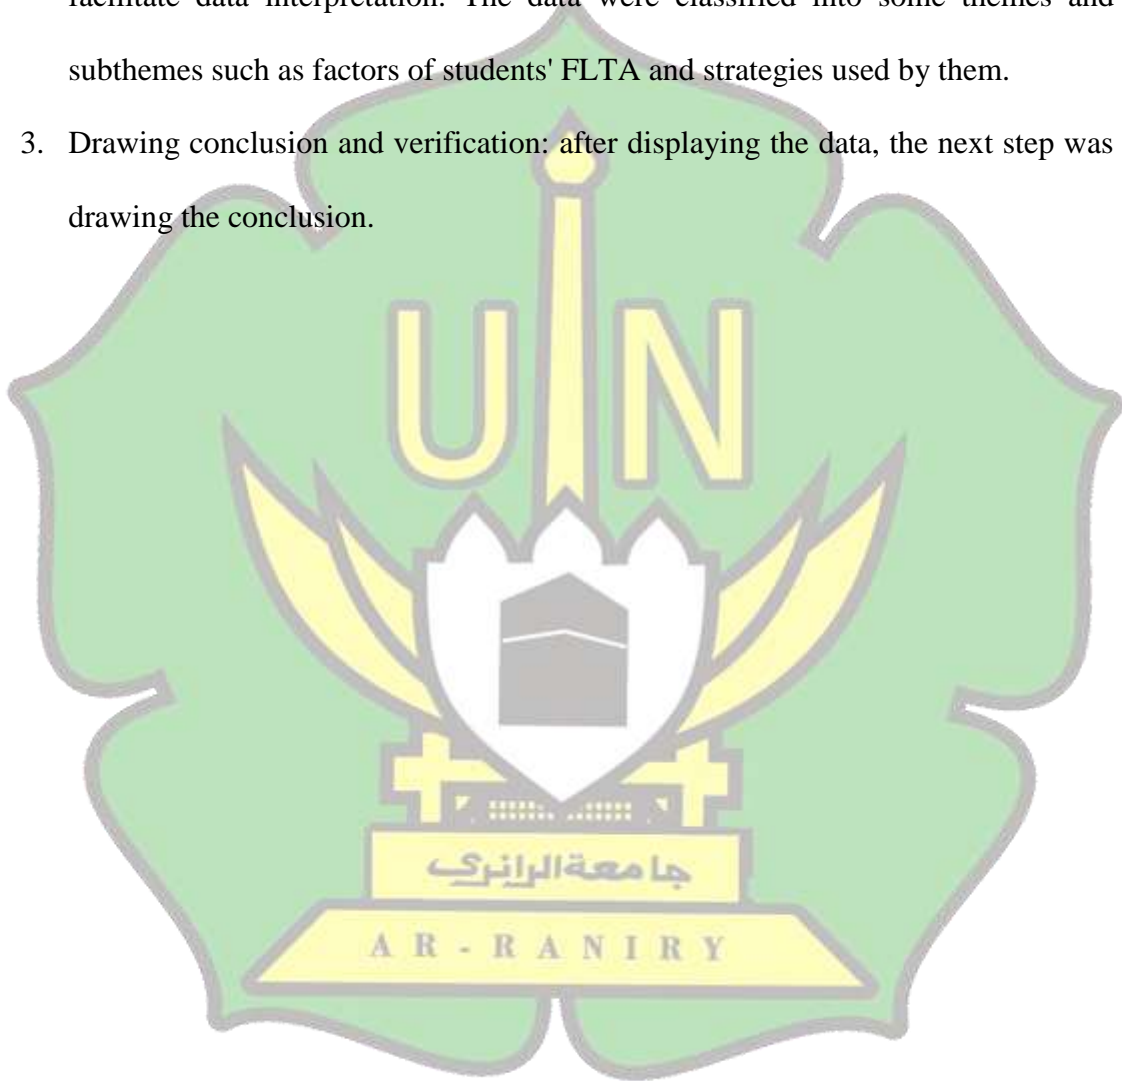 facilitate data interpretation. The data were classified into some themes and
subthemes such as factors of students' FLTA and strategies used by them.
3. Drawing conclusion and verification: after displaying the data, the next step was
drawing the conclusion.
UIN
جامعة الرانري
AR-RANIRY